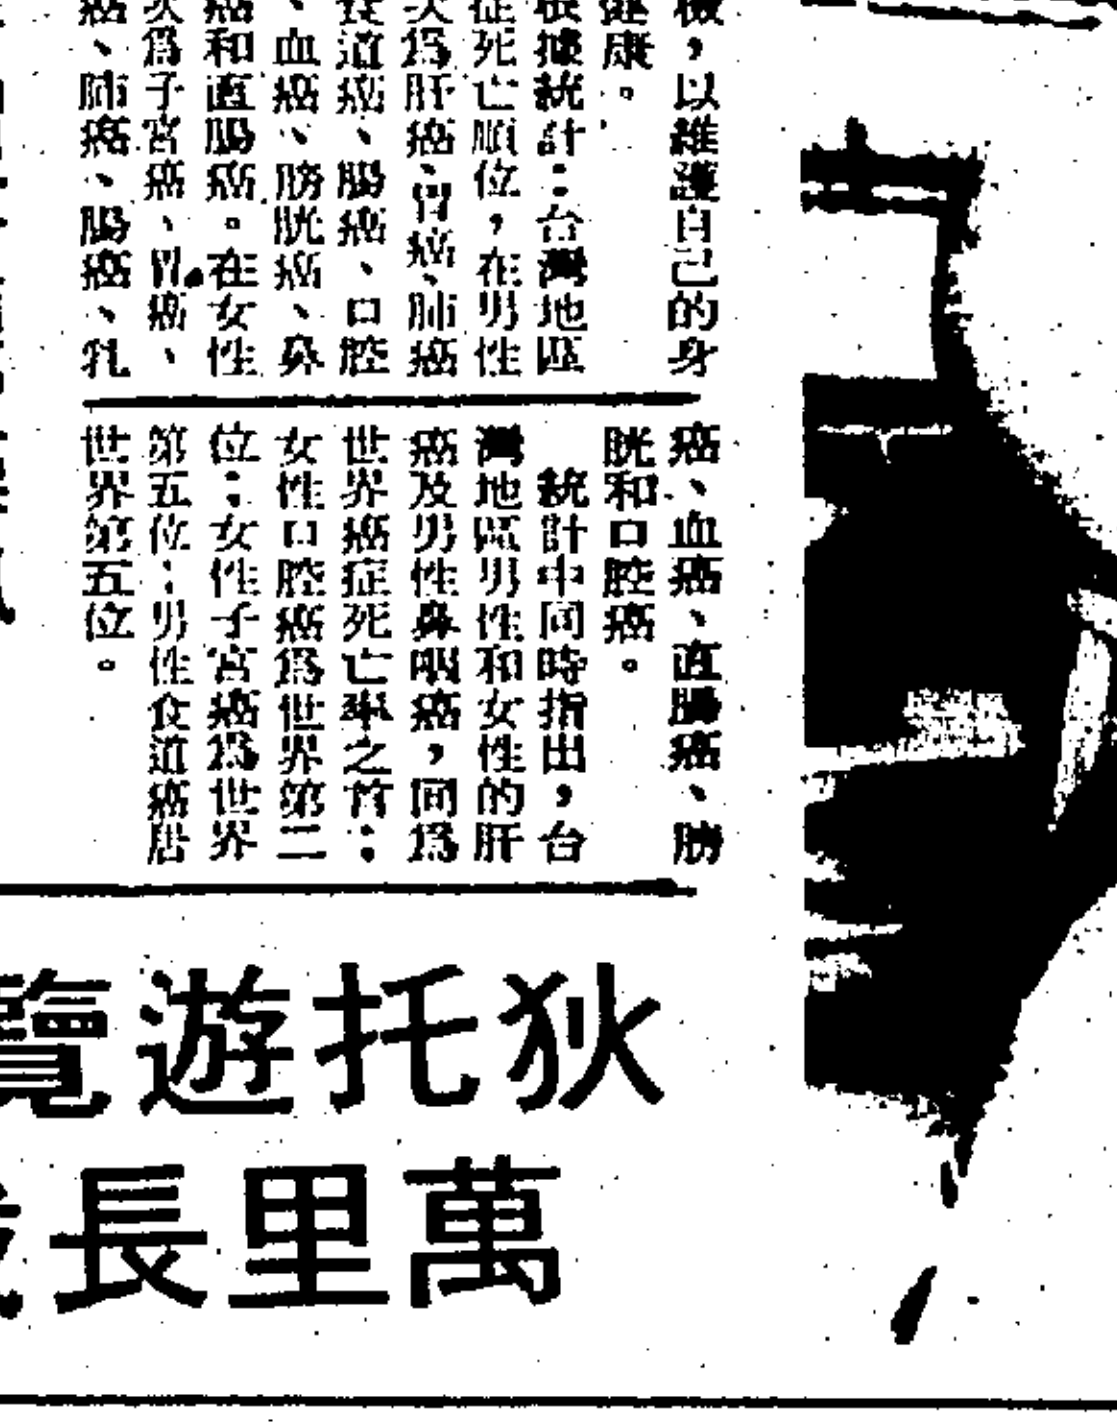 檢，以維護自己的身
健康。
根據統計：台灣地區
症死亡順位，在男性
次爲肝癌、胃癌、肺癌
食道癌、腸癌、口腔
、血癌、膀胱癌、鼻
癌和直腸癌。在女性
次爲子宮癌、胃癌、
癌、肺癌、腸癌、乳
癌、血癌、直腸癌、膀
胱和口腔癌。
統計中同時指出，台
灣地區男性和女性的肝
癌及男性鼻咽癌，同爲
世界癌症死亡率之首；
女性口腔癌爲世界第二
位；女性子宮癌爲世界
第五位；男性食道癌居
世界第五位。
狄托遊覽
萬里長